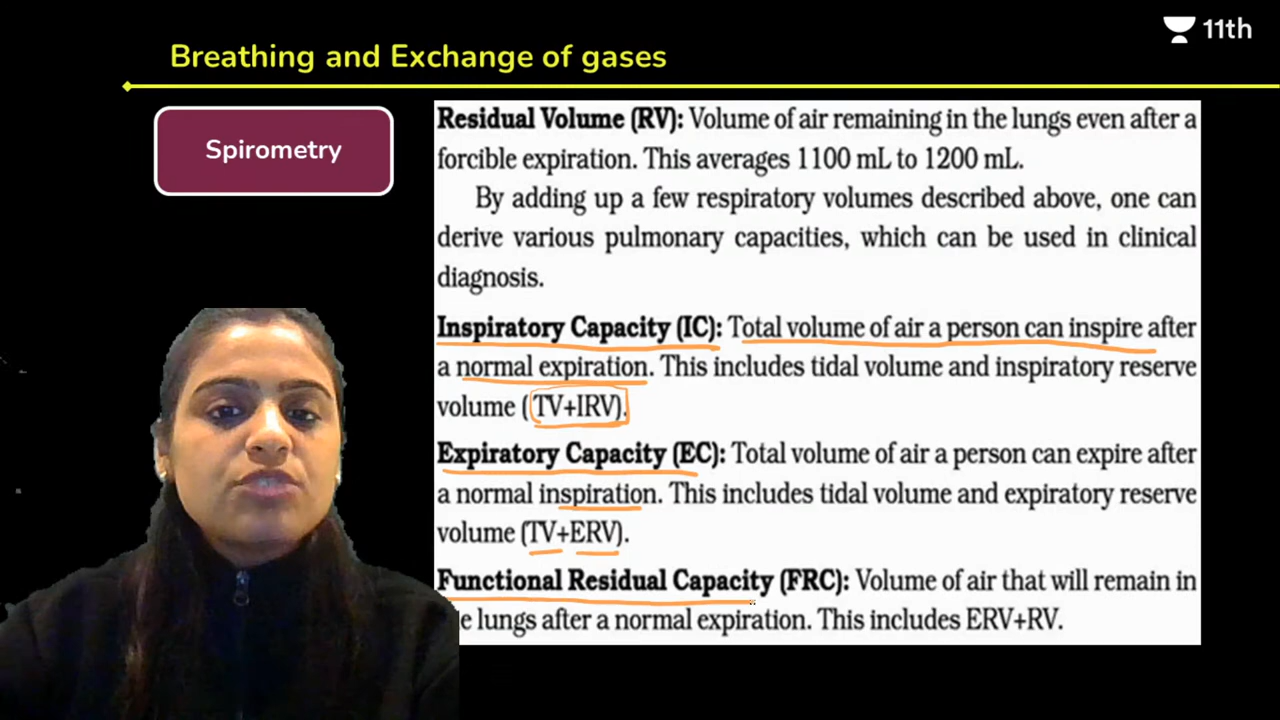 11th
Breathing and Exchange of gases
Spirometry
Residual Volume (RV): Volume of air remaining in the lungs even after a
forcible expiration. This averages 1100 mL to 1200 mL.
By adding up a few respiratory volumes described above, one can
derive various pulmonary capacities, which can be used in clinical
diagnosis.
Inspiratory Capacity (IC): Total volume of air a person can inspire after
a normal expiration. This includes tidal volume and inspiratory reserve
volume ( TV+IRV).
Expiratory Capacity (EC): Total volume of air a person can expire after
a normal inspiration. This includes tidal volume and expiratory reserve
volume (TV+ERV).
Functional Residual Capacity (FRC): Volume of air that will remain in
e lungs after a normal expiration. This includes ERV+RV.